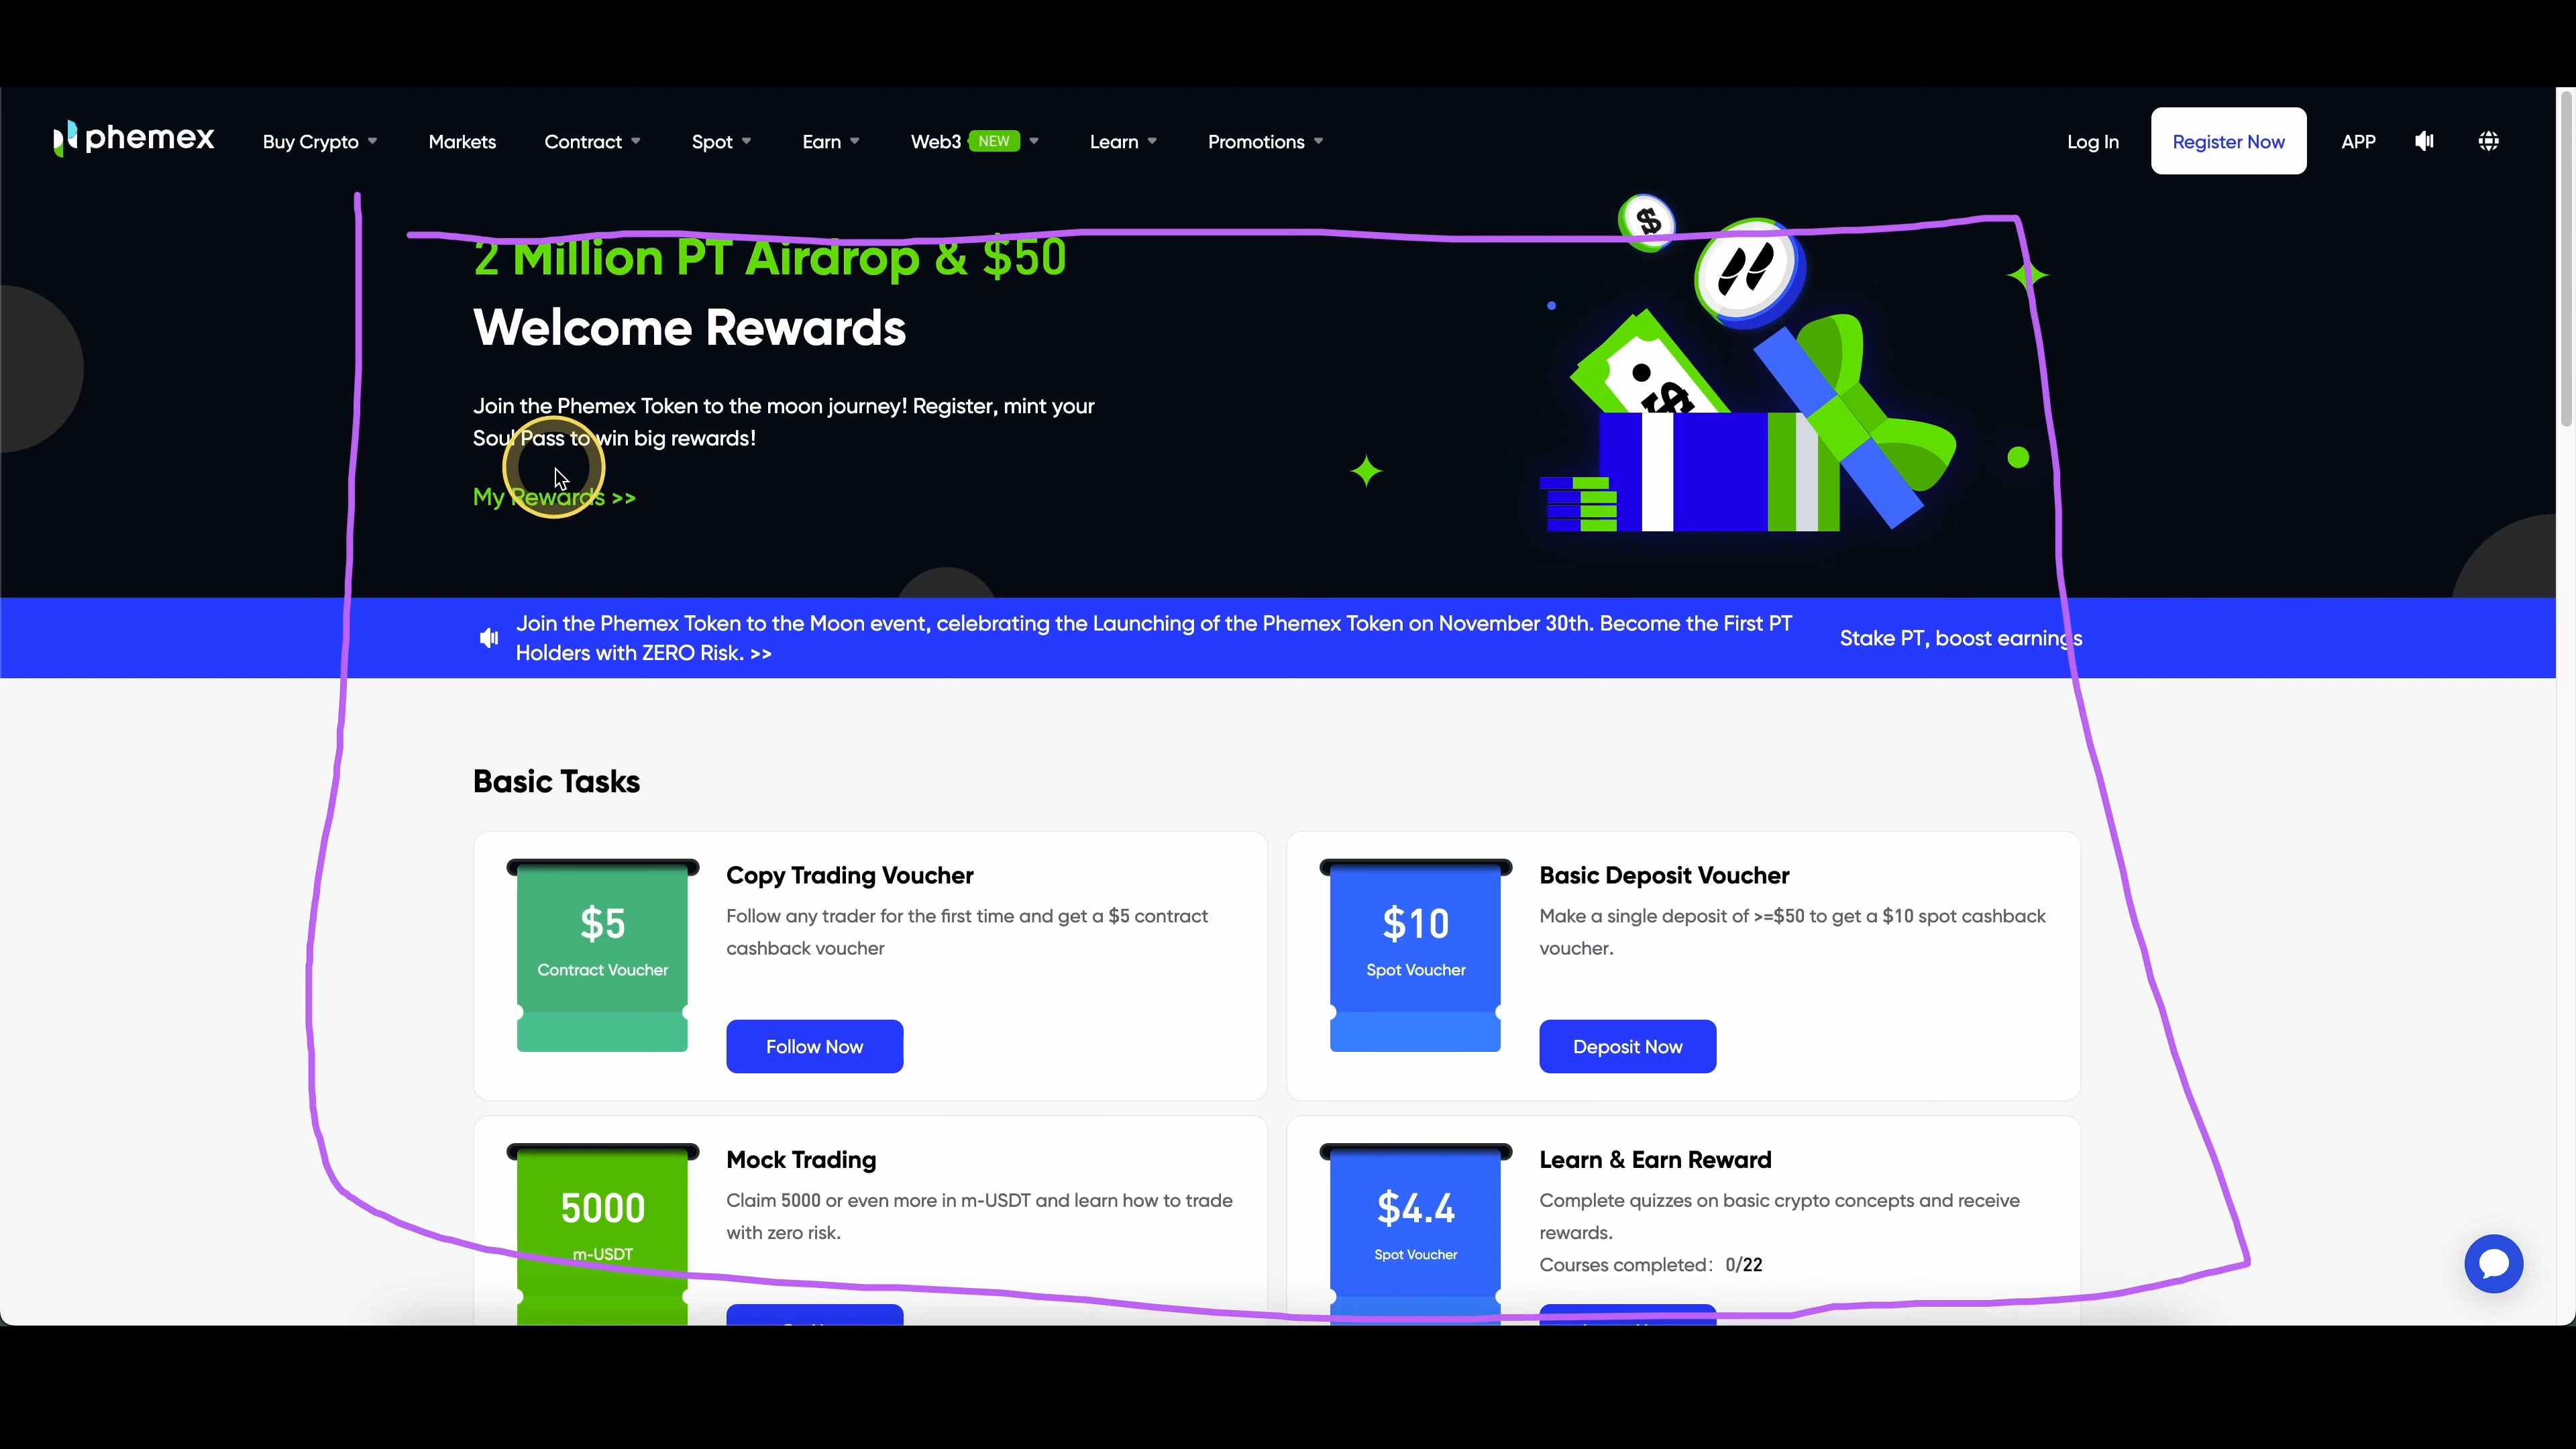 phemex
Buy Crypto
Markets
Contract
Spot
Earn
Web3 NEW
Learn
Promotions
Log In
Register Now
APP
2 Million PT Airdrop & $50
Welcome Rewards
Join the Phemex Token to the moon journey! Register, mint your
Soul Pass to win big rewards!
My Rewards >>
Join the Phemex Token to the Moon event, celebrating the Launching of the Phemex Token on November 30th. Become the First PT
Holders with ZERO Risk. >>
Stake PT, boost earnings
Basic Tasks
$5
Contract Voucher
Copy Trading Voucher
Follow any trader for the first time and get a $5 contract
cashback voucher
Follow Now
$10
Spot Voucher
Basic Deposit Voucher
Make a single deposit of >=$50 to get a $10 spot cashback
voucher.
Deposit Now
5000
m-USDT
Mock Trading
Claim 5000 or even more in m-USDT and learn how to trade
with zero risk.
$4.4
Spot Voucher
Learn & Earn Reward
Complete quizzes on basic crypto concepts and receive
rewards.
Courses completed: 0/22